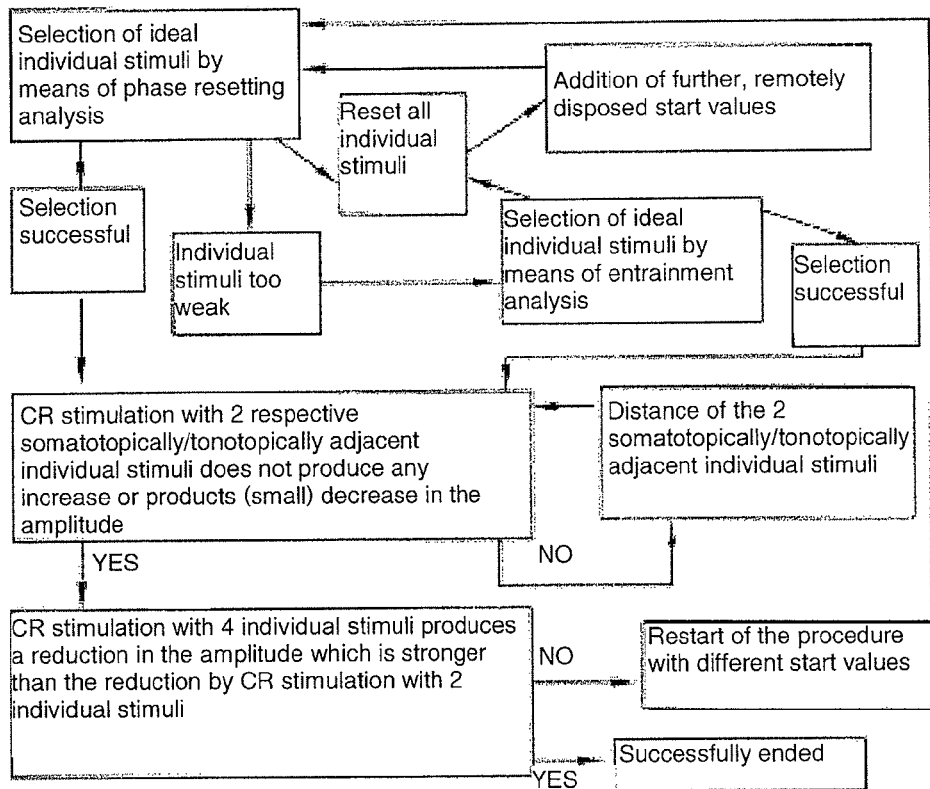 Selection of ideal
individual stimuli by
means of phase resetting
analysis
Addition of further, remotely
disposed start values
Reset all
individual
stimuli
Selection
successful
Individual
stimuli too
weak
Selection of ideal
individual stimuli by
means of entrainment
analysis
Selection
successful
CR stimulation with 2 respective
somatotopically/tonotopically adjacent
individual stimuli does not produce any
increase or products (small) decrease in the
amplitude
Distance of the 2
somatotopically/tonotopically
adjacent individual stimuli
NO
YES
CR stimulation with 4 individual stimuli produces
a reduction in the amplitude which is stronger
than the reduction by CR stimulation with 2
individual stimuli
NO
Restart of the procedure
with different start values
YES
Successfully ended